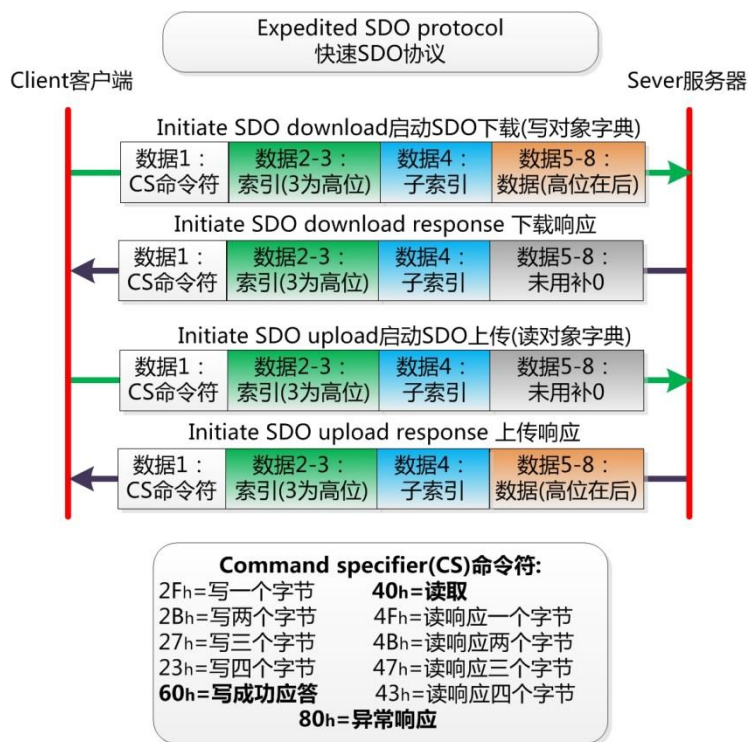 Expedited SDO protocol
快速SDO协议
Client客户端
Sever服务器
Initiate SDO download启动SDO下载(写对象字典)
数据1：
CS命令符
数据2-3：
索引(3为高位)
数据4：
子索引
数据5-8：
数据(高位在后)
Initiate SDO download response 下载响应
数据1：
CS命令符
数据2-3：
索引(3为高位)
数据4：
子索引
数据5-8：
未用补0
Initiate SDO upload启动SDO上传(读对象字典)
数据1：
CS命令符
数据2-3：
索引(3为高位)
数据4：
子索引
数据5-8：
未用补0
Initiate SDO upload response 上传响应
数据1：
CS命令符
数据2-3：
索引(3为高位)
数据4：
子索引
数据5-8：
数据(高位在后)
Command specifier(CS)命令符:
2Fh=写一个字节
40h=读取
2Bh=写两个字节
4Fh=读响应一个字节
27h=写三个字节
4Bh=读响应两个字节
23h=写四个字节
47h=读响应三个字节
60h=写成功应答
43h=读响应四个字节
80h=异常响应